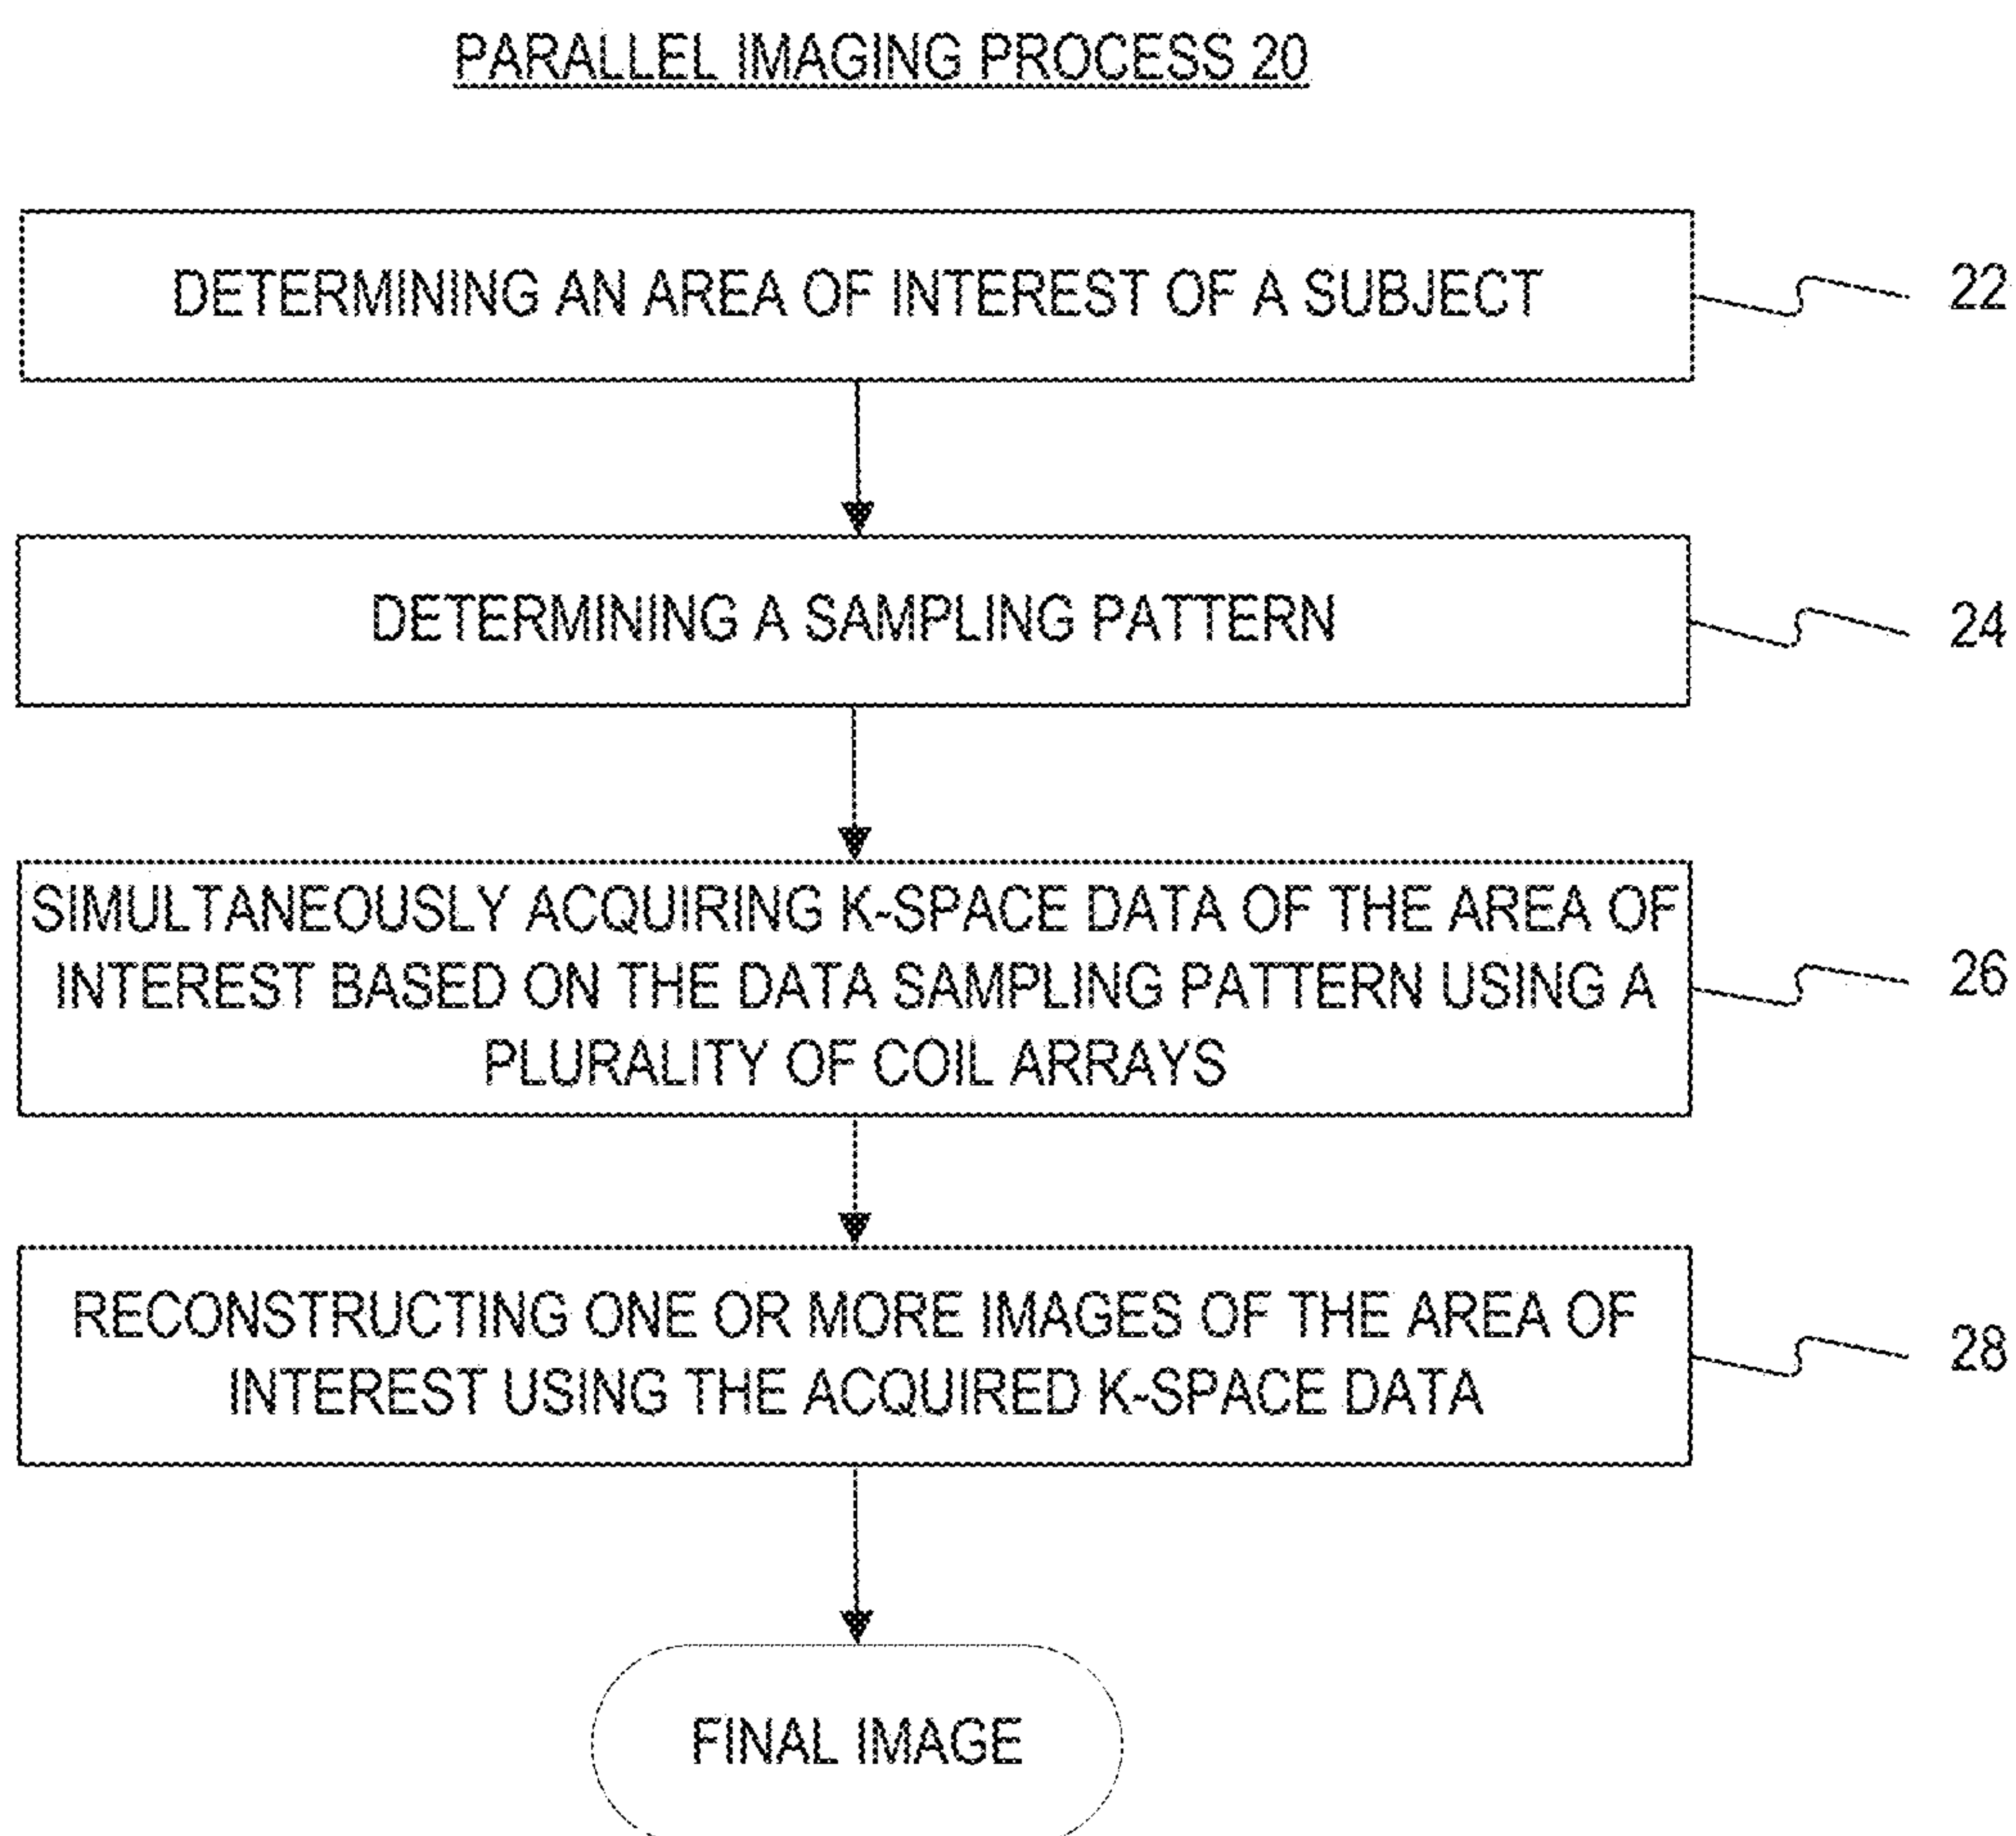 PARALLEL IMAGING PROCESS 20
DETERMINING AN AREA OF INTEREST OF A SUBJECT
22
DETERMINING A SAMPLING PATTERN
24
SIMULTANEOUSLY ACQUIRING K-SPACE DATA OF THE AREA OF
INTEREST BASED ON THE DATA SAMPLING PATTERN USING A
PLURALITY OF COIL ARRAYS
26
RECONSTRUCTING ONE OR MORE IMAGES OF THE AREA OF
INTEREST USING THE ACQUIRED K-SPACE DATA
28
FINAL IMAGE